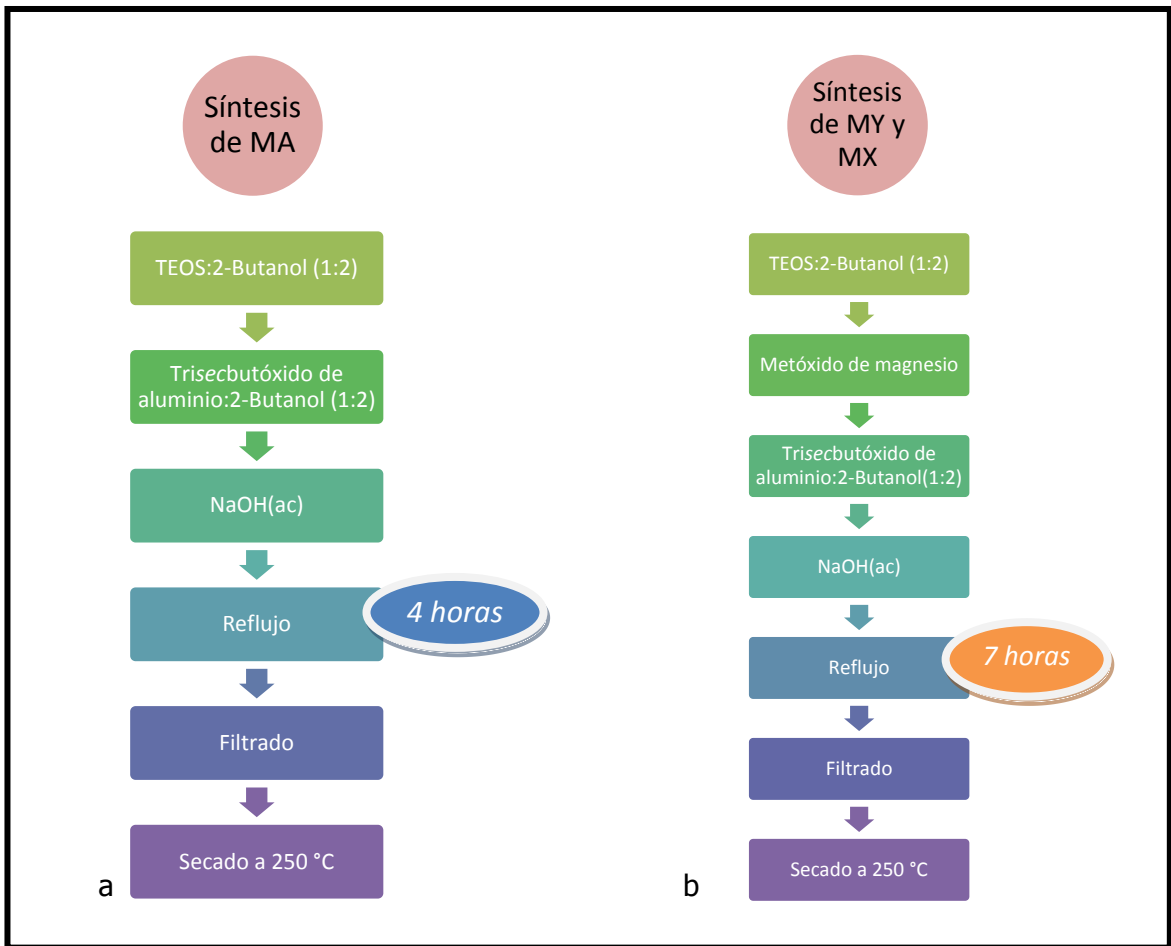 Síntesis
de MA
TEOS:2-Butanol (1:2)
Trisecbutóxido de
aluminio:2-Butanol (1:2)
NaOH(ac)
Reflujo
4 horas
Filtrado
Secado a 250 °C
a
Síntesis
de MY y
MX
TEOS:2-Butanol (1:2)
Metóxido de magnesio
Trisecbutóxido de
aluminio:2-Butanol(1:2)
NaOH(ac)
Reflujo
7 horas
Filtrado
Secado a 250 °C
b